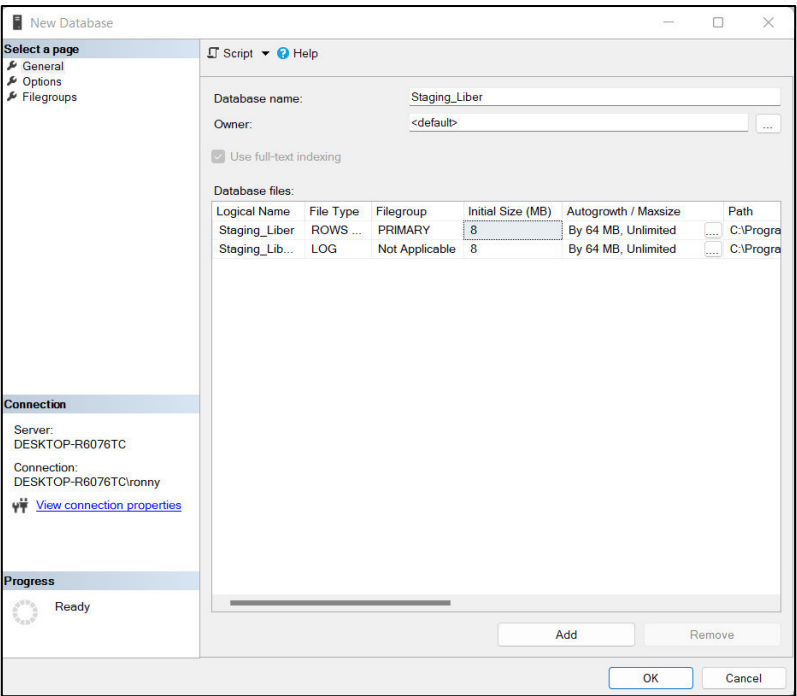 New Database
Select a page
General
Options
Filegroups
Script Help
Database name: Staging_Liber
Owner: <default> ...
Use full-text indexing
Database files:
Logical Name File Type Filegroup Initial Size (MB) Autogrowth / Maxsize Path
Staging_Liber ROWS ... PRIMARY 8 By 64 MB, Unlimited ... C:\Progra
Staging_Lib... LOG Not Applicable 8 By 64 MB, Unlimited ... C:\Progra
Connection
Server:
DESKTOP-R6076TC
Connection:
DESKTOP-R6076TC\ronny
View connection properties
Progress
Ready
Add Remove
OK Cancel